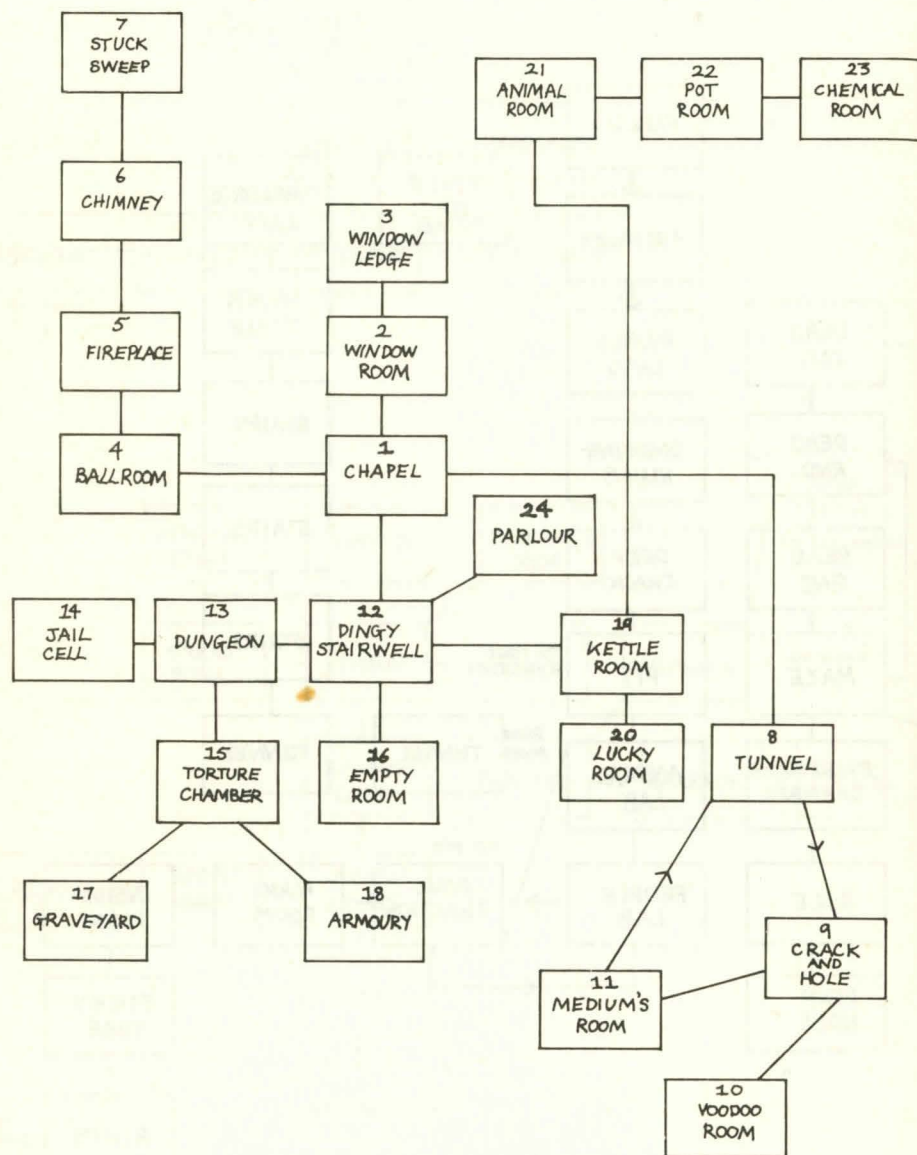 7
STUCK
SWEEP
21
ANIMAL
ROOM
22
POT
ROOM
23
CHEMICAL
ROOM
6
CHIMNEY
3
WINDOW
LEDGE
5
FIREPLACE
2
WINDOW
ROOM
4
BALLROOM
1
CHAPEL
24
PARLOUR
14
JAIL
CELL
13
DUNGEON
12
DINGY
STAIRWELL
19
KETTLE
ROOM
15
TORTURE
CHAMBER
16
EMPTY
ROOM
20
LUCKY
ROOM
8
TUNNEL
17
GRAVEYARD
18
ARMOURY
9
CRACK
AND
HOLE
11
MEDIUM'S
ROOM
10
VOODOO
ROOM